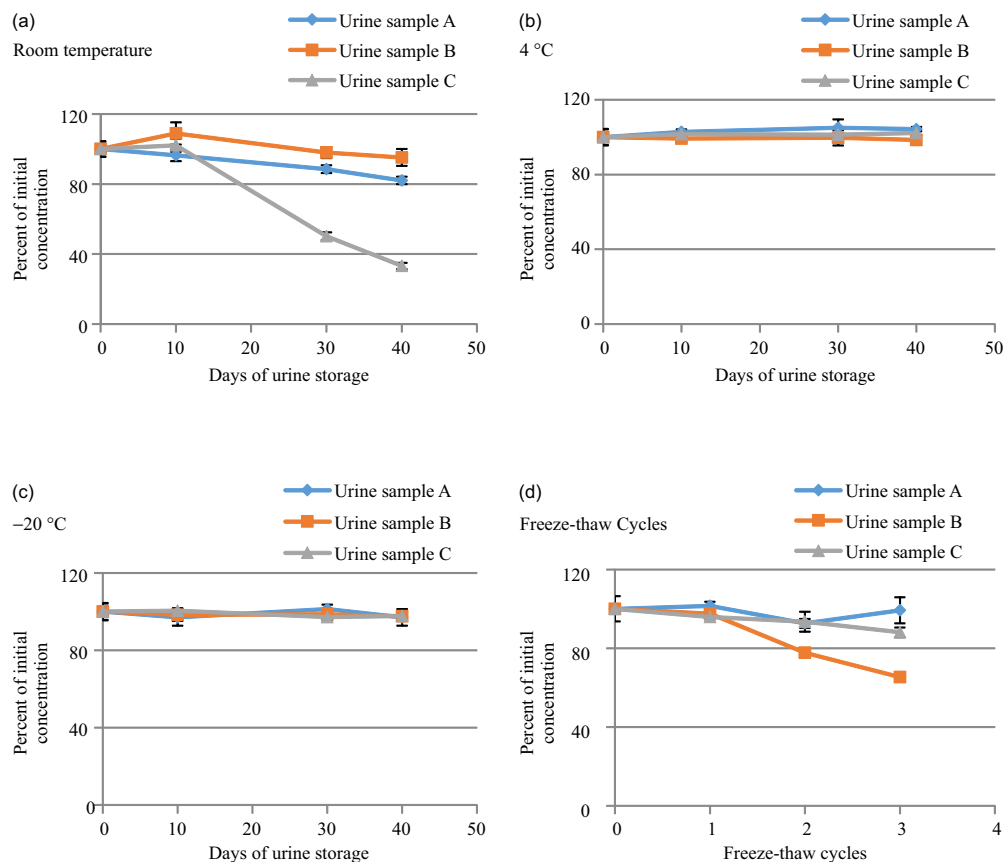 (a)
Room temperature
Urine sample A
Urine sample B
Urine sample C
120
80
40
0
Percent of initial
concentration
0 10 20 30 40 50
Days of urine storage
(b)
4 °C
Urine sample A
Urine sample B
Urine sample C
120
80
40
0
Percent of initial
concentration
0 10 20 30 40 50
Days of urine storage
(c)
−20 °C
Urine sample A
Urine sample B
Urine sample C
120
80
40
0
Percent of initial
concentration
0 10 20 30 40 50
Days of urine storage
(d)
Freeze-thaw Cycles
Urine sample A
Urine sample B
Urine sample C
120
80
40
0
Percent of initial
concentration
0 1 2 3 4
Freeze-thaw cycles